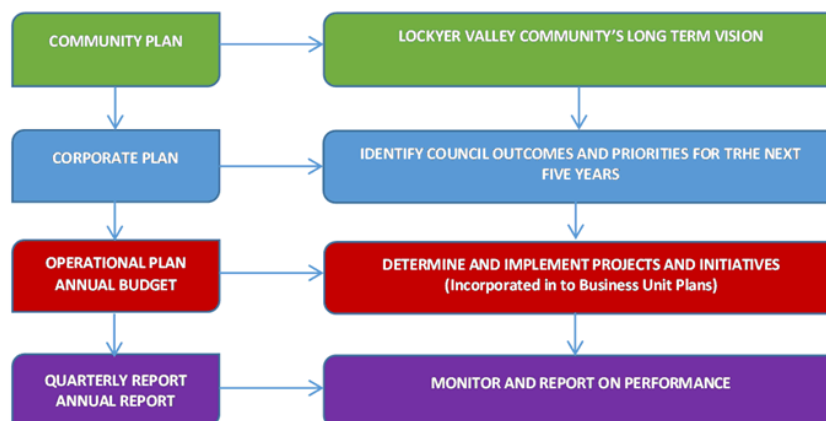 COMMUNITY PLAN
LOCKYER VALLEY COMMUNITY'S LONG TERM VISION
CORPORATE PLAN
IDENTIFY COUNCIL OUTCOMES AND PRIORITIES FOR TRHE NEXT
FIVE YEARS
OPERATIONAL PLAN
ANNUAL BUDGET
DETERMINE AND IMPLEMENT PROJECTS AND INITIATIVES
(Incorporated in to Business Unit Plans)
QUARTERLY REPORT
ANNUAL REPORT
MONITOR AND REPORT ON PERFORMANCE